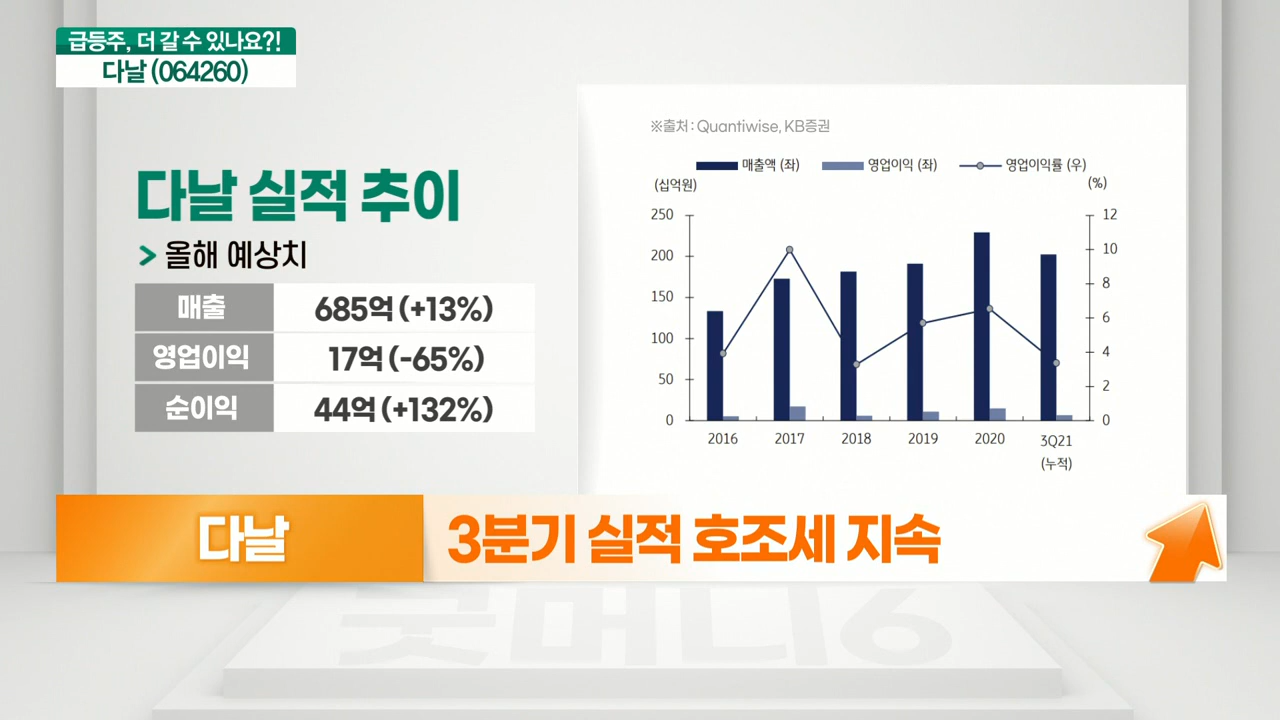 급등주, 더 갈 수 있나요?!
다날 (064260)
다날 실적 추이
> 올해 예상치
매출 685억 (+13%)
영업이익 17억 (-65%)
순이익 44억 (+132%)
※출처 : Quantiwise, KB증권
매출액 (좌) 영업이익 (좌) 영업이익률 (우)
(십억원) (%)
250 12
200 10
150 8
100 6
50 4
0 2
0
2016 2017 2018 2019 2020 3Q21
(누적)
다날 3분기 실적 호조세 지속
굿머니6